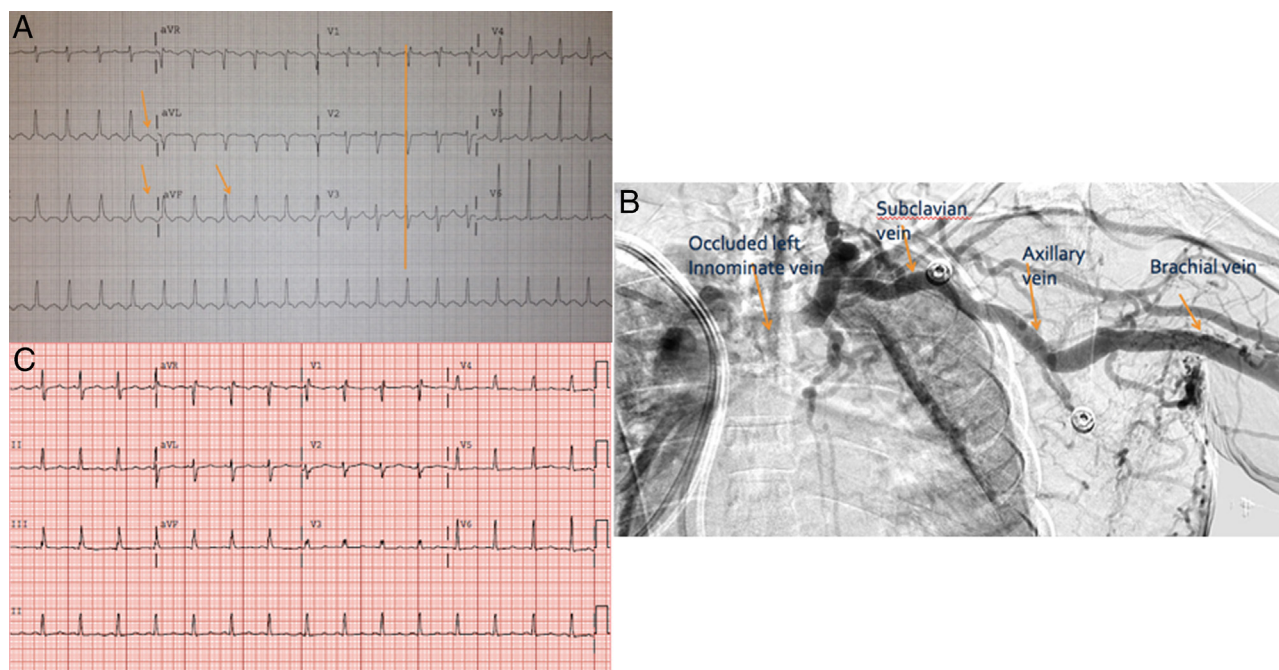 A
aVR
V1
V4
aVL
V2
V5
aVF
V3
V6
B
Subclavian
vein
Occluded left
Innominate vein
Axillary
vein
Brachial vein
C
aVR
V1
V4
II
aVL
V2
V5
III
aVF
V3
V6
II